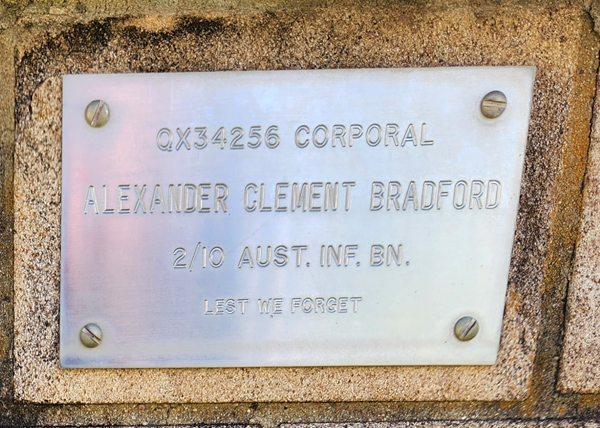 QX34256 CORPORAL
ALEXANDER CLEMENT BRADFORD
2/10 AUST. INF. BN.
LEST WE FORGET